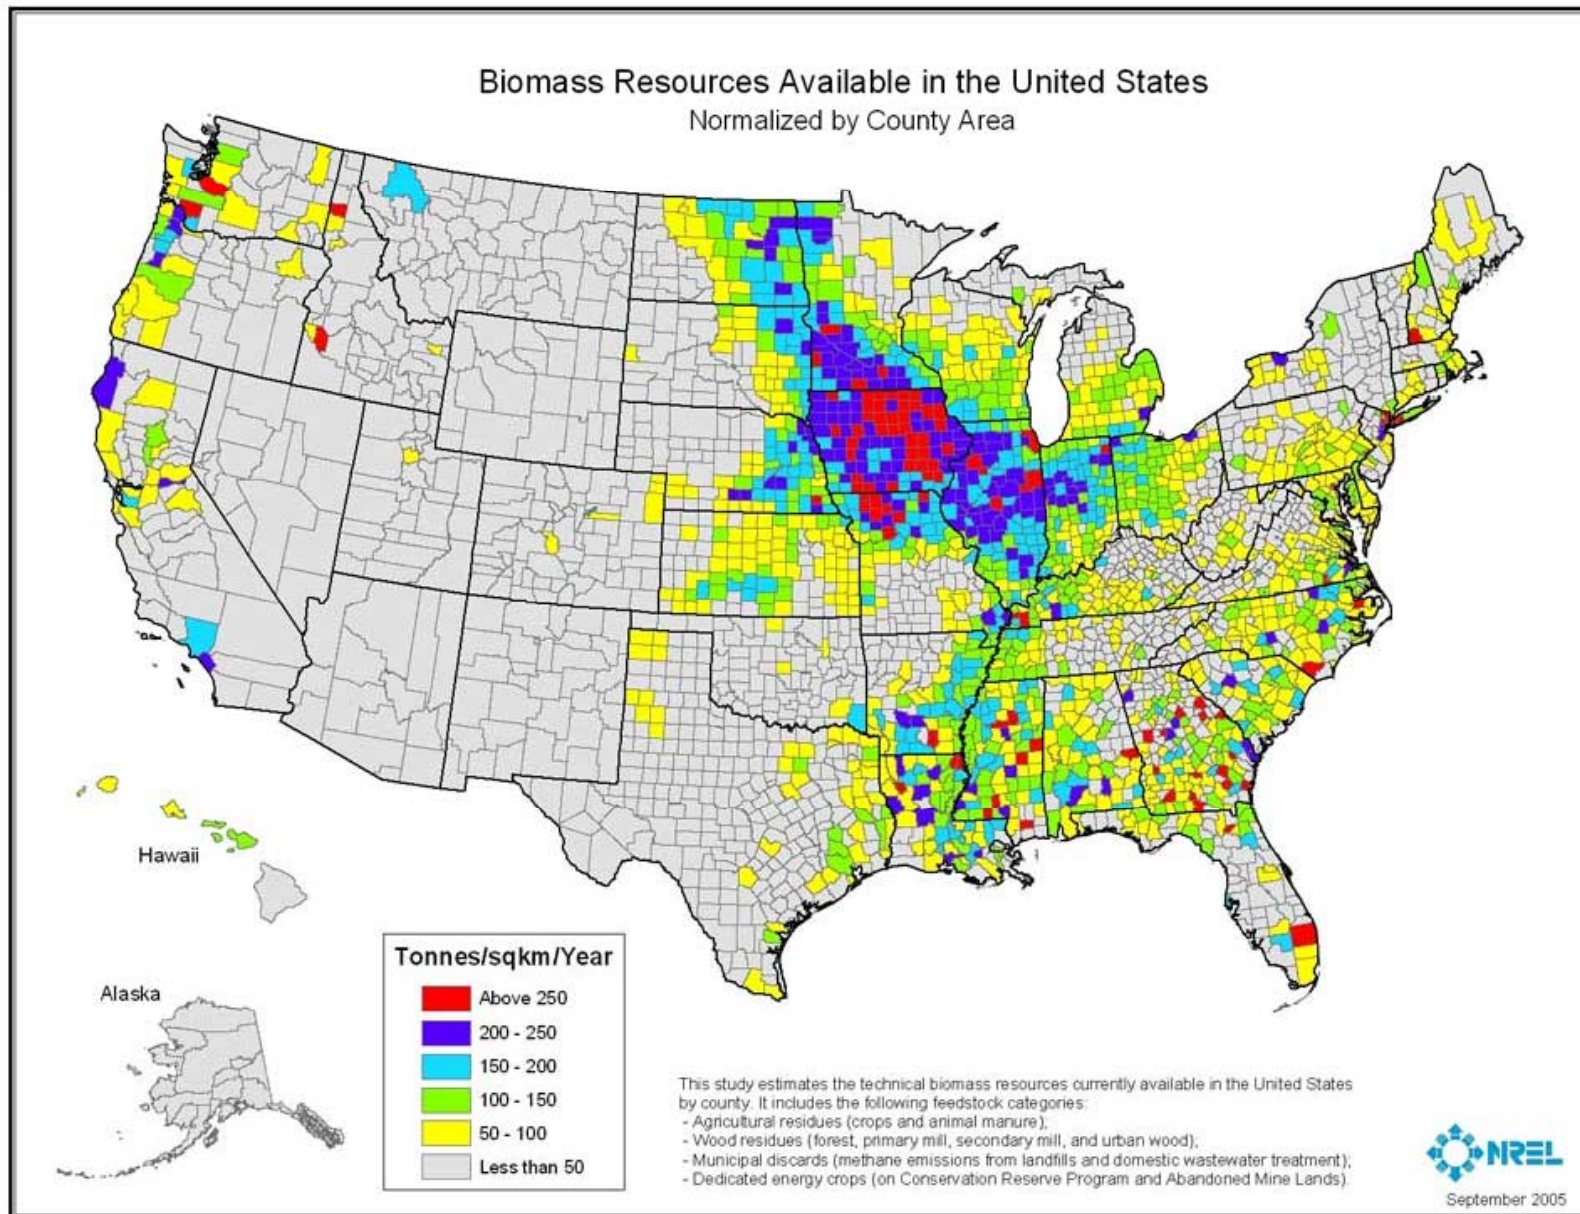 Biomass Resources Available in the United States
Normalized by County Area
Hawaii
Alaska
Tonnes/sqkm/Year
Above 250
200 - 250
150 - 200
100 - 150
50 - 100
Less than 50
This study estimates the technical biomass resources currently available in the United States
by county. It includes the following feedstock categories:
- Agricultural residues (crops and animal manure);
- Wood residues (forest, primary mill, secondary mill, and urban wood);
- Municipal discards (methane emissions from landfills and domestic wastewater treatment);
- Dedicated energy crops (on Conservation Reserve Program and Abandoned Mine Lands).
NREL
September 2005